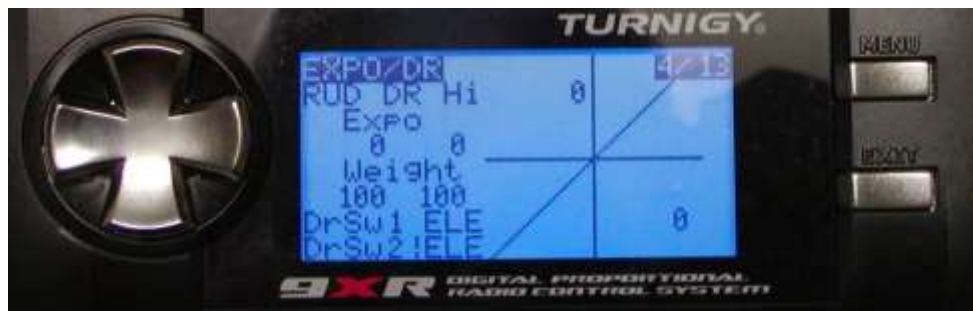 TURNIGY.
MENU
EXPO/DR 4/13
RUD DR Hi 0
Expo
0 0
EXIT
Weight
100 100
DrSw1 ELE 0
DrSw2!ELE
9XR DIGITAL PROPORTIONAL
RADIO CONTROL SYSTEM